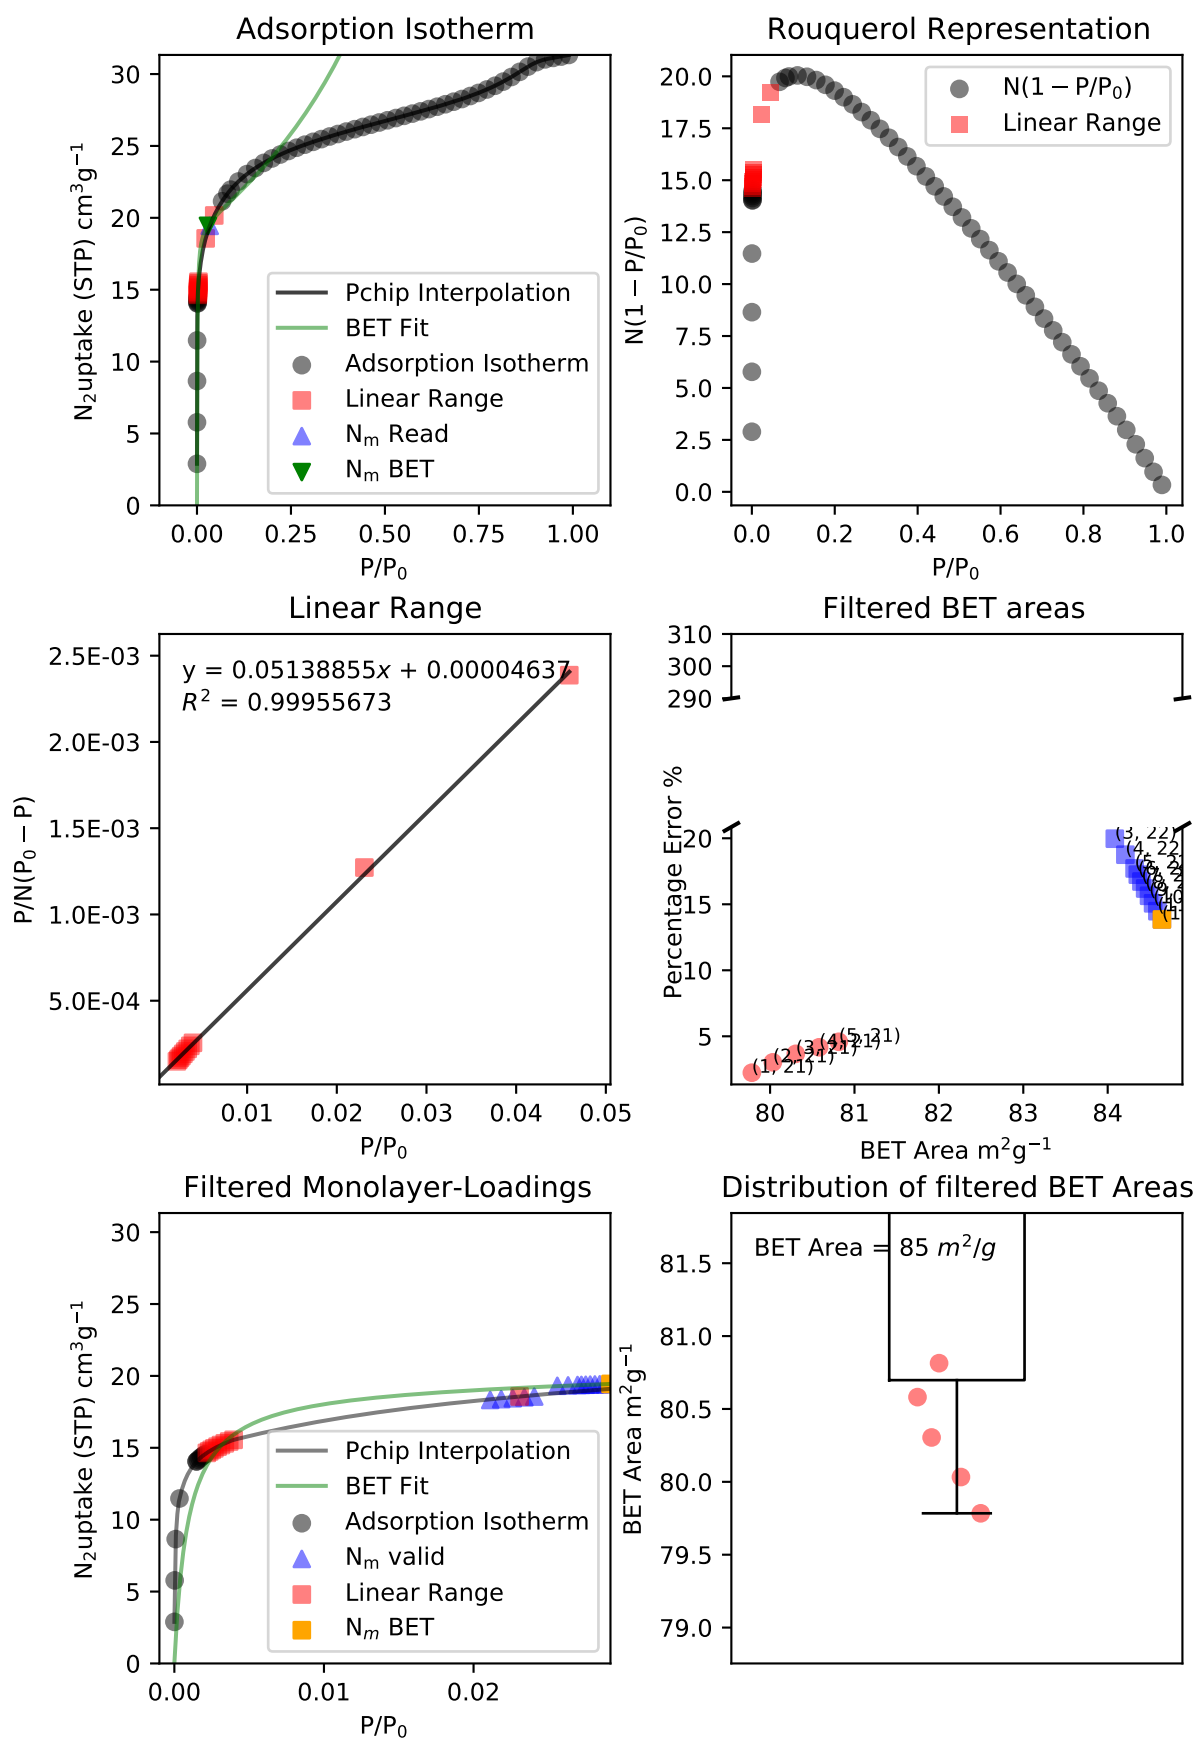 Adsorption Isotherm
N₂uptake (STP) cm³g⁻¹
30
25
20
15
10
5
0
Pchip Interpolation
BET Fit
Adsorption Isotherm
Linear Range
Nₘ Read
Nₘ BET
0.00 0.25 0.50 0.75 1.00
P/P₀
Rouquerol Representation
N(1 − P/P₀)
20.0
17.5
15.0
12.5
10.0
7.5
5.0
2.5
0.0
N(1 − P/P₀)
Linear Range
0.0 0.2 0.4 0.6 0.8 1.0
P/P₀
Linear Range
P/N(P₀ − P)
2.5E-03
2.0E-03
1.5E-03
1.0E-03
5.0E-04
y = 0.05138855x + 0.00004637
R² = 0.99955673
0.01 0.02 0.03 0.04 0.05
P/P₀
Filtered BET areas
Percentage Error %
310
300
290
20
15
10
5
(3, 22)
(4, 22)
(5, 21)
(4, 21)
(3, 21)
(2, 21)
(1, 21)
80 81 82 83 84
BET Area m²g⁻¹
Filtered Monolayer-Loadings
N₂uptake (STP) cm³g⁻¹
30
25
20
15
10
5
0
Pchip Interpolation
BET Fit
Adsorption Isotherm
Nₘ valid
Linear Range
Nₘ BET
0.00 0.01 0.02
P/P₀
Distribution of filtered BET Areas
BET Area m²g⁻¹
81.5
81.0
80.5
80.0
79.5
79.0
BET Area = 85 m²/g